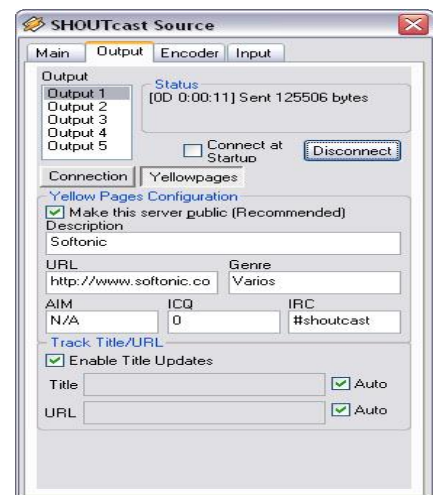 SHOUTcast Source
Main Output Encoder Input
Output
Output 1
Output 2
Output 3
Output 4
Output 5
Status
[0D 0:00:11] Sent 125506 bytes
Connect at
Startup
Disconnect
Connection Yellowpages
Yellow Pages Configuration
Make this server public (Recommended)
Description
Softonic
URL Genre
http://www.softonic.co Varios
AIM ICQ IRC
N/A 0 #shoutcast
Track Title/URL
Enable Title Updates
Title Auto
URL Auto